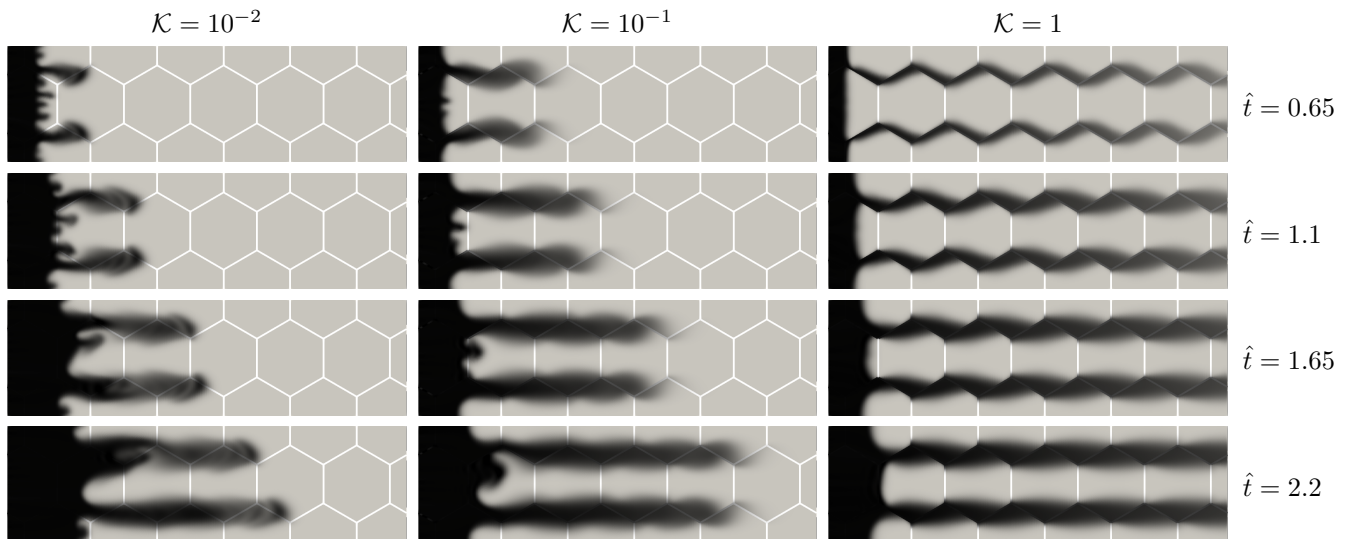 𝒦 = 10⁻² 𝒦 = 10⁻¹ 𝒦 = 1
t̂ = 0.65
t̂ = 1.1
t̂ = 1.65
t̂ = 2.2